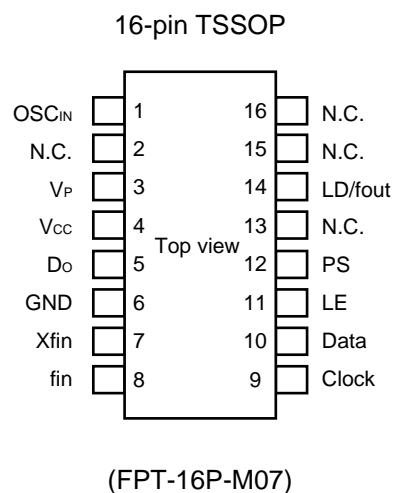 16-pin TSSOP
OSCIN 1 16 N.C.
N.C. 2 15 N.C.
VP 3 14 LD/fout
VCC 4 13 N.C.
Top view
DO 5 12 PS
GND 6 11 LE
Xfin 7 10 Data
fin 8 9 Clock
(FPT-16P-M07)